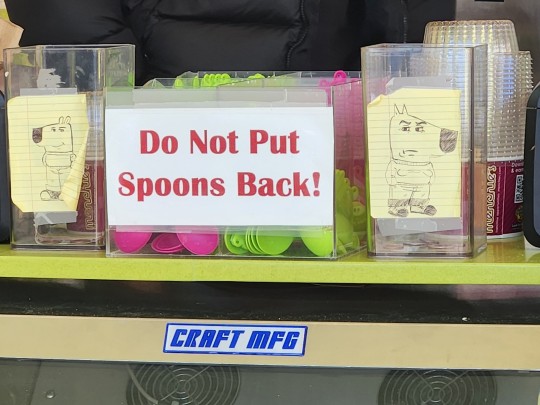 Do Not Put
Spoons Back!
CRAFT MFG